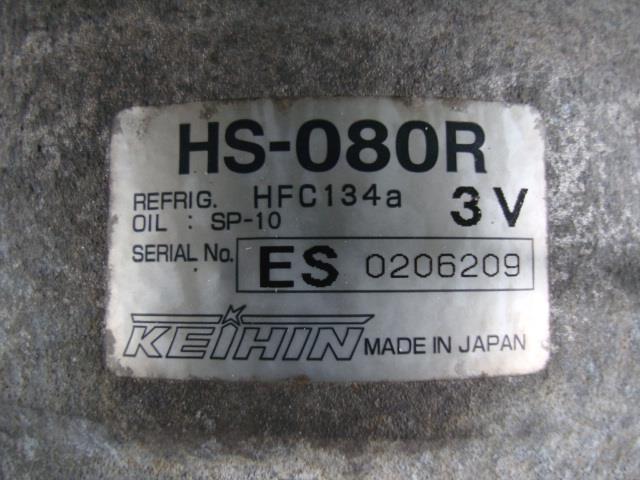 HS-080R
REFRIG. HFC134a 3V
OIL : SP-10
SERIAL No. ES 0206209
KEIHIN MADE IN JAPAN